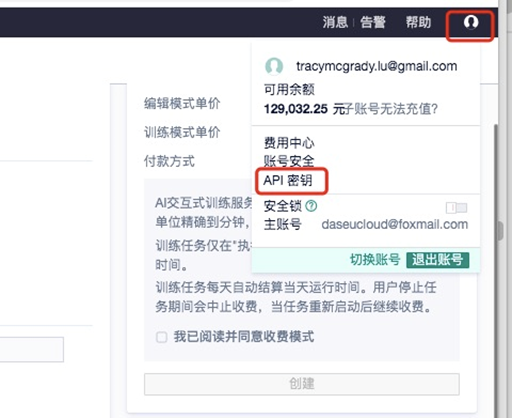 消息 告警 帮助
tracymcgrady.lu@gmail.com
可用余额
129,032.25 元子账号无法充值?
费用中心
账号安全
API 密钥
安全锁 ?
主账号 daseucloud@foxmail.com
切换账号 退出账号
编辑模式单价
训练模式单价
付款方式
AI交互式训练服
单位精确到分钟,
训练任务仅在"执
时间。
训练任务每天自动结算当天运行时间。用户停止任
务期间会中止收费,当任务重新启动后继续收费。
我已阅读并同意收费模式
创建